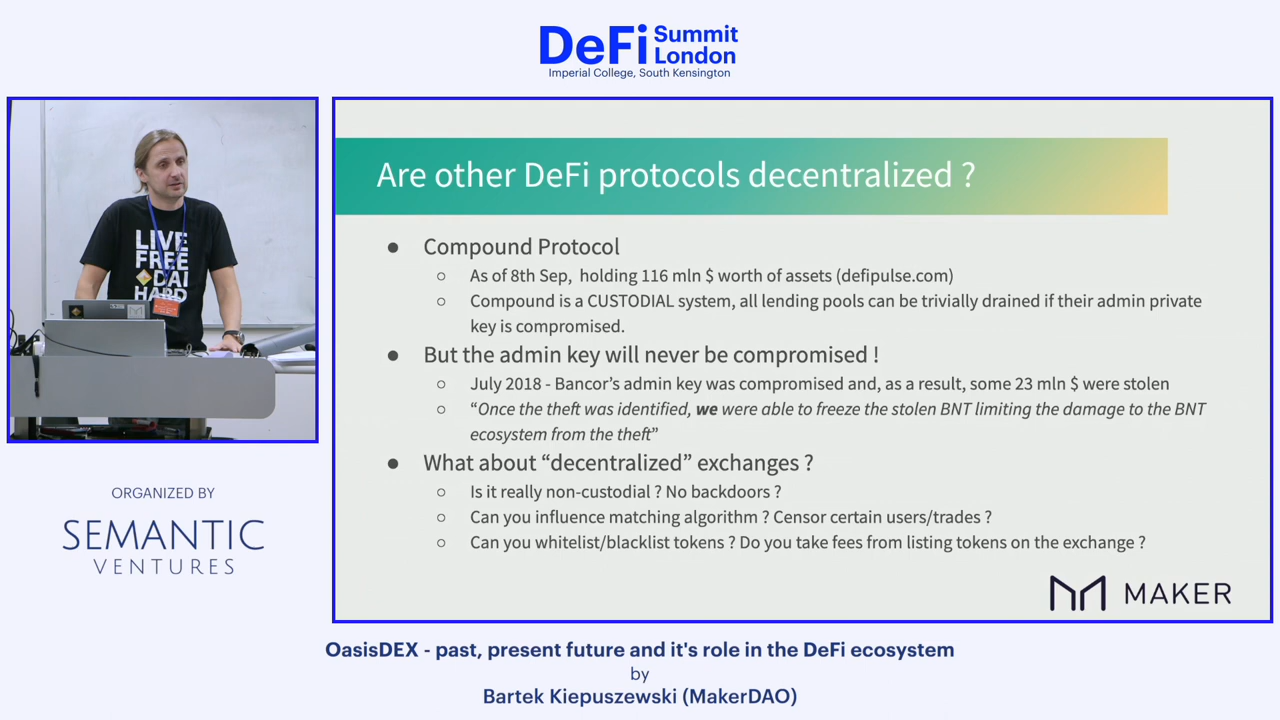 DeFi Summit London
Imperial College, South Kensington
LIVE
FREE
DAI
HARD
Are other DeFi protocols decentralized ?
● Compound Protocol
○ As of 8th Sep, holding 116 mln $ worth of assets (defipulse.com)
○ Compound is a CUSTODIAL system, all lending pools can be trivially drained if their admin private
key is compromised.
● But the admin key will never be compromised !
○ July 2018 - Bancor’s admin key was compromised and, as a result, some 23 mln $ were stolen
○ “Once the theft was identified, we were able to freeze the stolen BNT limiting the damage to the BNT
ecosystem from the theft”
● What about “decentralized” exchanges ?
○ Is it really non-custodial ? No backdoors ?
○ Can you influence matching algorithm ? Censor certain users/trades ?
○ Can you whitelist/blacklist tokens ? Do you take fees from listing tokens on the exchange ?
MAKER
ORGANIZED BY
SEMANTIC
VENTURES
OasisDEX - past, present future and it's role in the DeFi ecosystem
by
Bartek Kiepuszewski (MakerDAO)